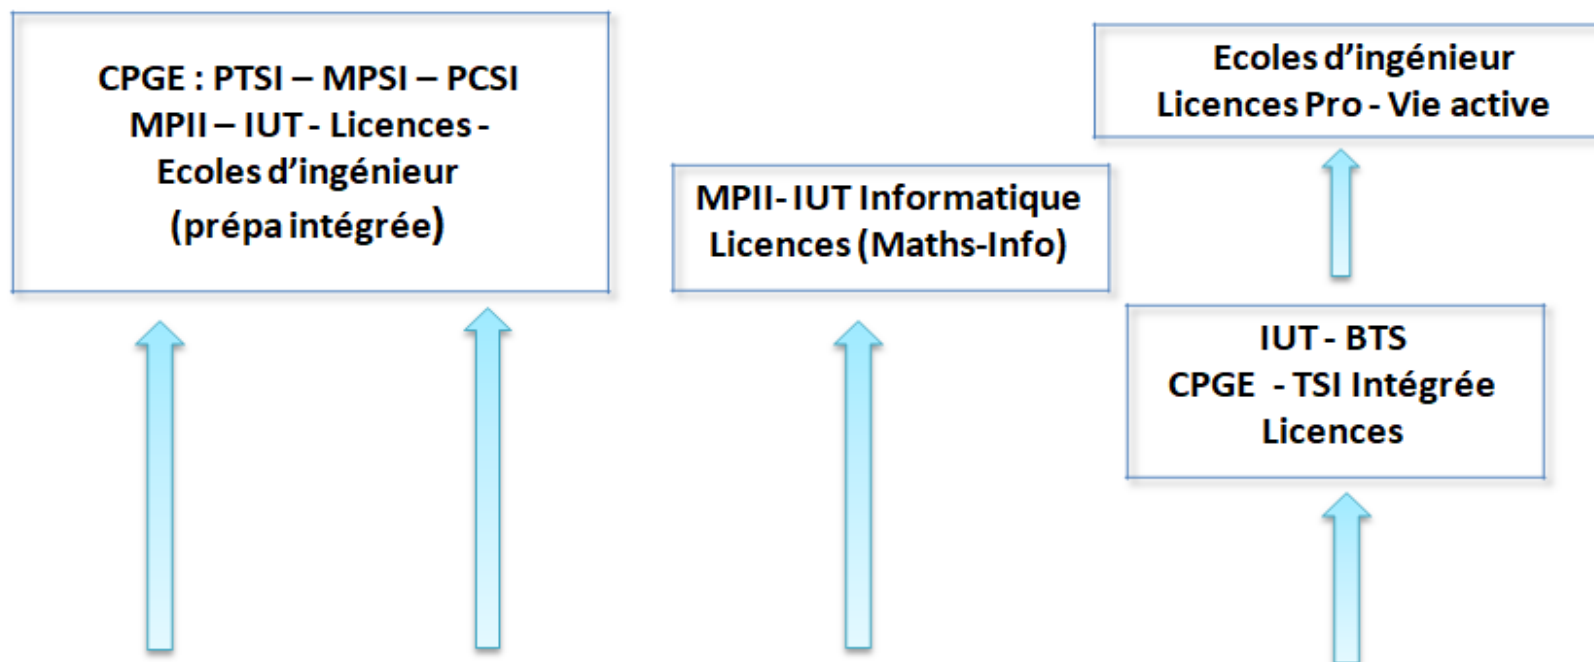 CPGE : PTSI – MPSI – PCSI
MPII – IUT - Licences -
Ecoles d’ingénieur
(prépa intégrée)
MPII- IUT Informatique
Licences (Maths-Info)
Ecoles d’ingénieur
Licences Pro - Vie active
IUT - BTS
CPGE  - TSI Intégrée
Licences